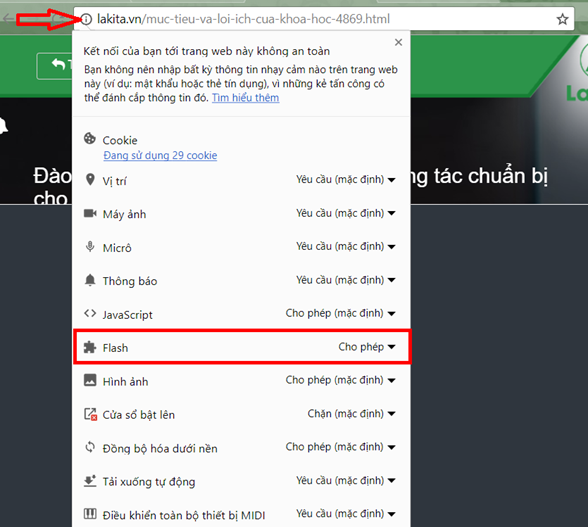 lakita.vn/muc-tieu-va-loi-ich-cua-khoa-hoc-4869.html
Kết nối của bạn tới trang web này không an toàn
Bạn không nên nhập bất kỳ thông tin nhạy cảm nào trên trang web
này (ví dụ: mật khẩu hoặc thẻ tín dụng), vì những kẻ tấn công có
thể đánh cắp thông tin đó. Tìm hiểu thêm
Cookie
Đang sử dụng 29 cookie
Vị trí Yêu cầu (mặc định)
Máy ảnh Yêu cầu (mặc định)
Micrô Yêu cầu (mặc định)
Thông báo Yêu cầu (mặc định)
JavaScript Cho phép (mặc định)
Flash Cho phép
Hình ảnh Cho phép (mặc định)
Cửa sổ bật lên Chặn (mặc định)
Đồng bộ hóa dưới nền Cho phép (mặc định)
Tải xuống tự động Yêu cầu (mặc định)
Điều khiển toàn bộ thiết bị MIDI Yêu cầu (mặc định)
La
Đào ng tác chuẩn bị
cho